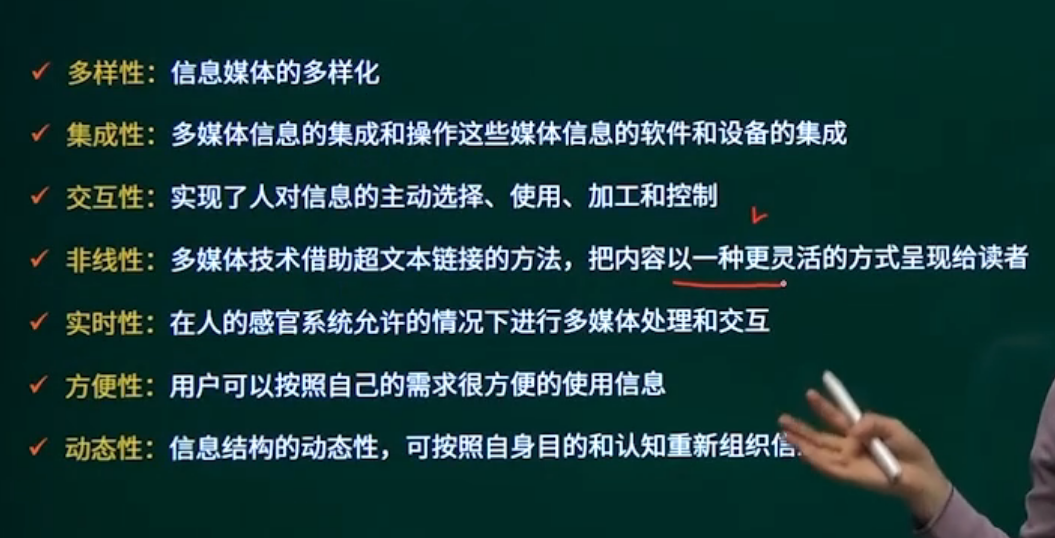 ✓ 多样性：信息媒体的多样化
✓ 集成性：多媒体信息的集成和操作这些媒体信息的软件和设备的集成
✓ 交互性：实现了人对信息的主动选择、使用、加工和控制
✓ 非线性：多媒体技术借助超文本链接的方法，把内容以一种更灵活的方式呈现给读者
✓ 实时性：在人的感官系统允许的情况下进行多媒体处理和交互
✓ 方便性：用户可以按照自己的需求很方便的使用信息
✓ 动态性：信息结构的动态性，可按照自身目的和认知重新组织信